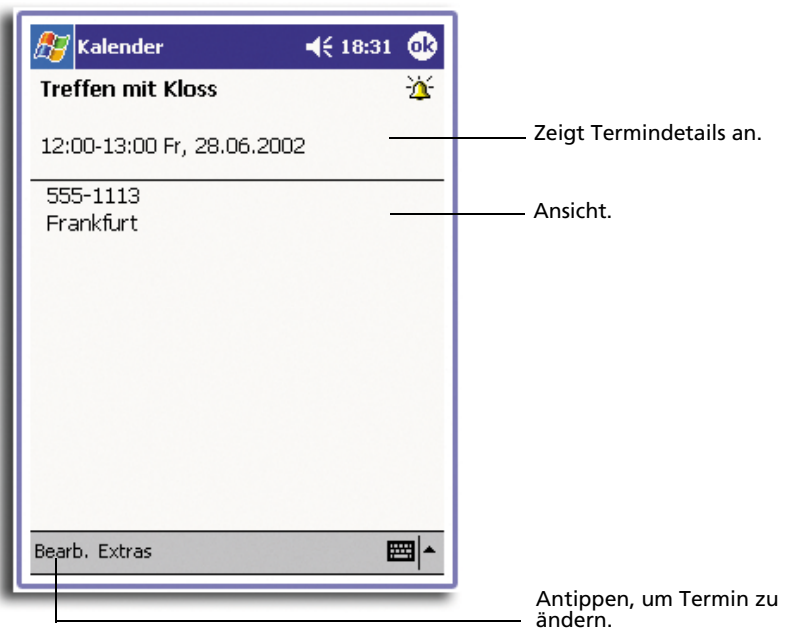 Kalender 18:31 ok
Treffen mit Kloss
12:00-13:00 Fr, 28.06.2002
Zeigt Termindetails an.
555-1113
Frankfurt
Ansicht.
Bearb. Extras
Antippen, um Termin zu
ändern.